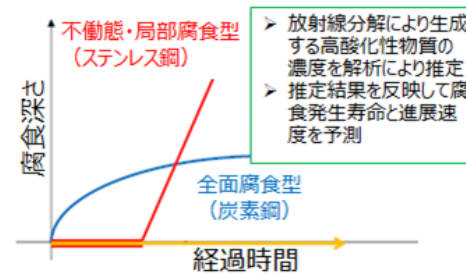 不動態・局部腐食型
（ステンレス鋼）
➢ 放射線分解により生成
する高酸化性物質の
濃度を解析により推定
➢ 推定結果を反映して腐
食発生寿命と進展速
度を予測
腐食深さ
全面腐食型
（炭素鋼）
経過時間